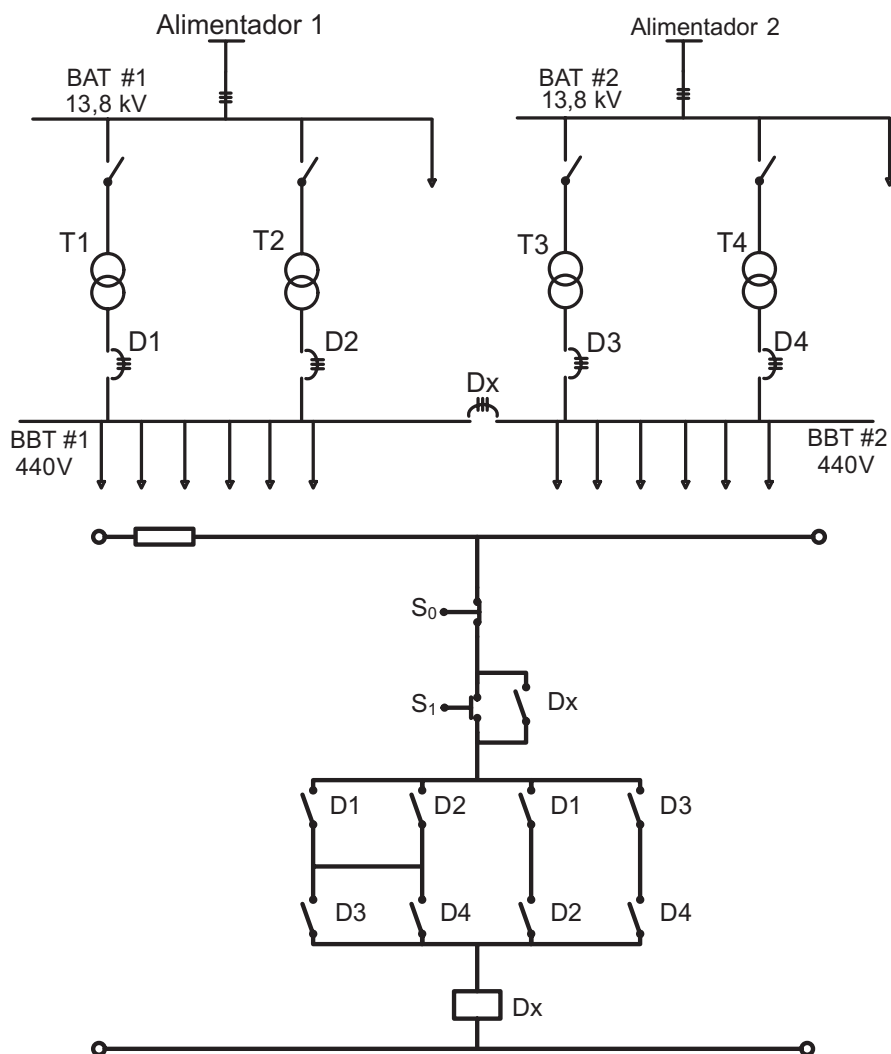 Alimentador 1
Alimentador 2
BAT #1
13,8 kV
BAT #2
13,8 kV
T1
T2
T3
T4
D1
D2
Dx
D3
D4
BBT #1
440V
BBT #2
440V
S0
S1
Dx
D1
D2
D1
D3
D3
D4
D2
D4
Dx